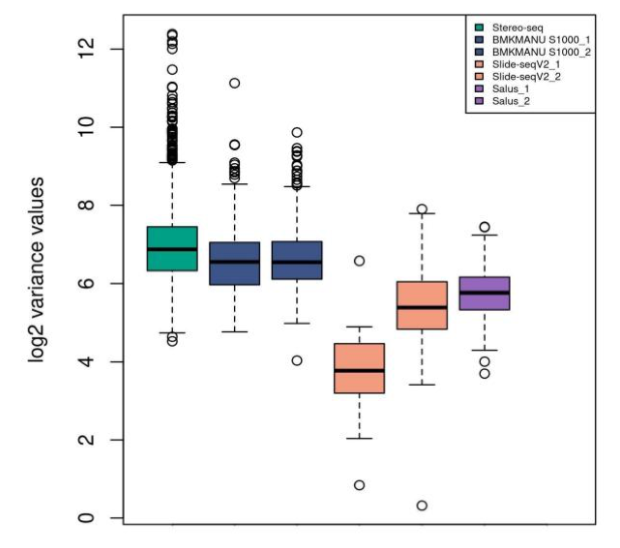 Stereo-seq
BMKMANU S1000_1
BMKMANU S1000_2
Slide-seqV2_1
Slide-seqV2_2
Salus_1
Salus_2
log2 variance values
12
10
8
6
4
2
0